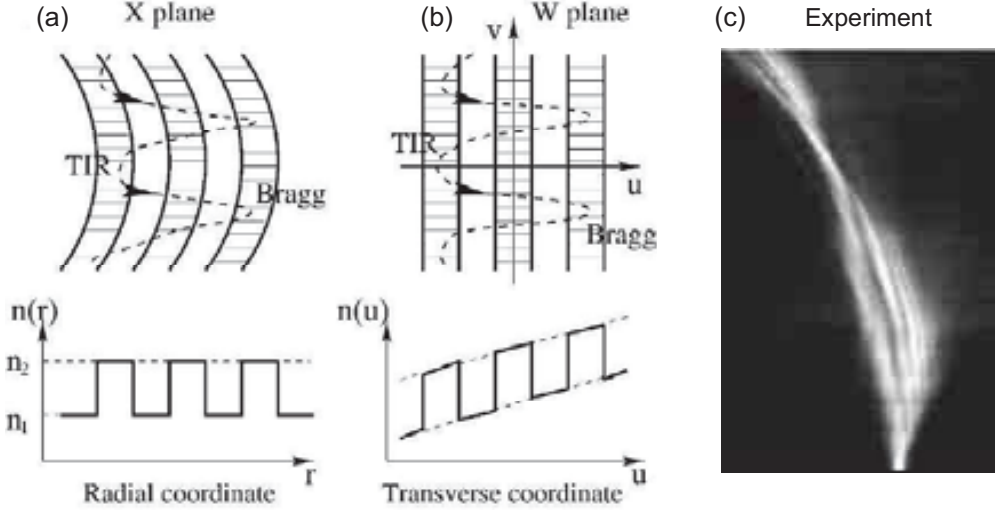 (a) X plane
TIR
Bragg
n(r)
n₂
n₁
r
Radial coordinate
(b) W plane
v
TIR
u
Bragg
n(u)
u
Transverse coordinate
(c) Experiment